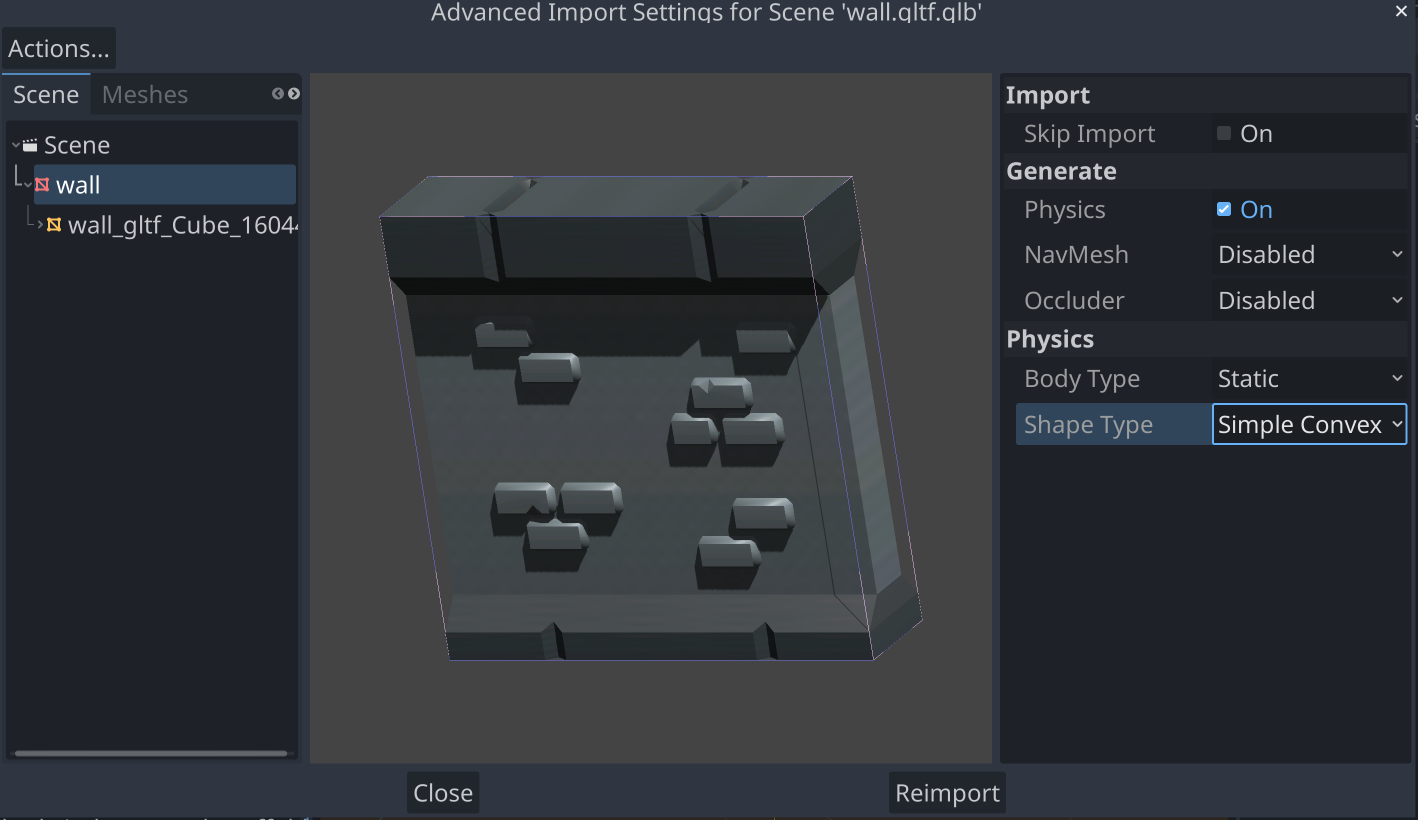 Advanced Import Settings for Scene 'wall.gltf.glb'
Actions...
Scene Meshes
Scene
wall
wall_gltf_Cube_1604
Import
Skip Import On
Generate
Physics On
NavMesh Disabled
Occluder Disabled
Physics
Body Type Static
Shape Type Simple Convex
Close Reimport